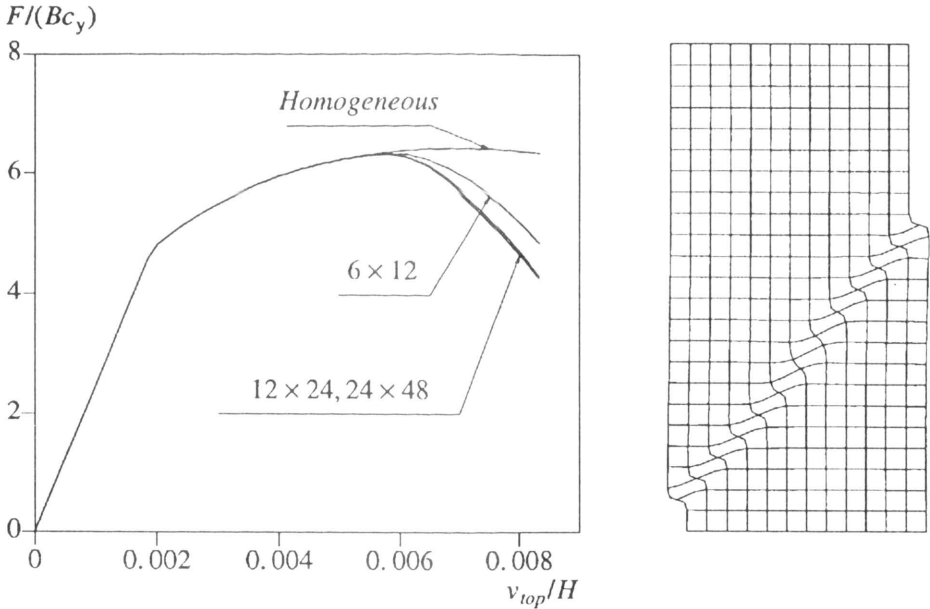 F/(Bc_y)
8
6
4
2
0
Homogeneous
6 × 12
12 × 24, 24 × 48
0
0.002
0.004
0.006
0.008
v_top/H